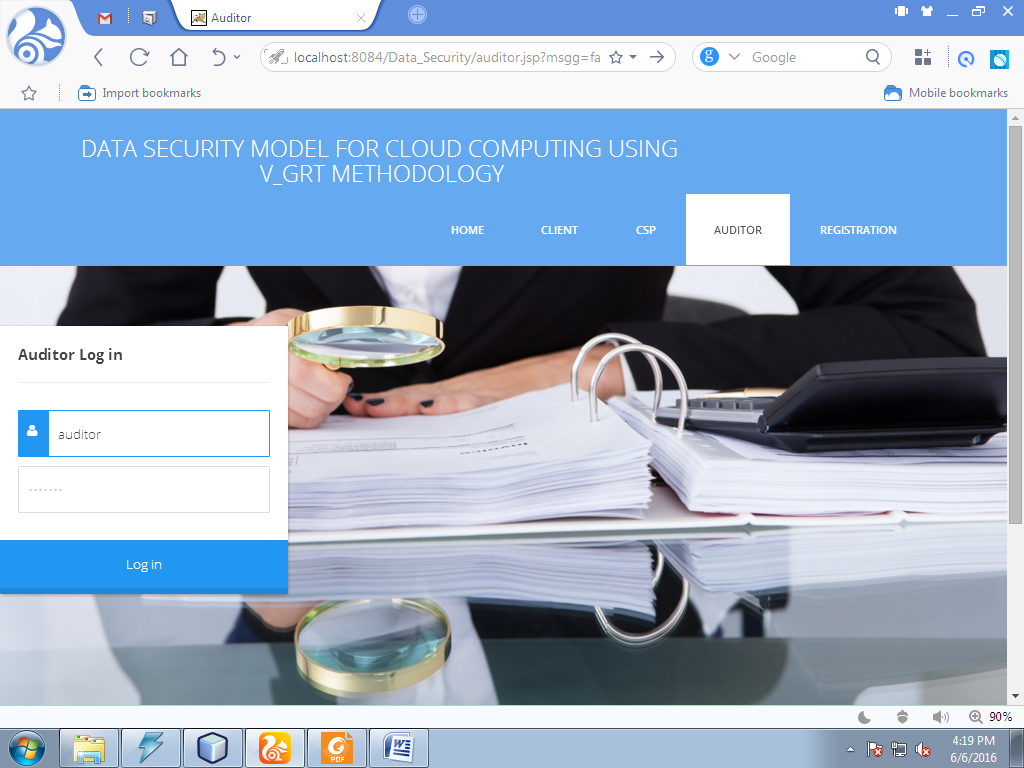 Auditor
localhost:8084/Data_Security/auditor.jsp?msgg=fa
Google
Import bookmarks
Mobile bookmarks
DATA SECURITY MODEL FOR CLOUD COMPUTING USING
V_GRT METHODOLOGY
HOME
CLIENT
CSP
AUDITOR
REGISTRATION
Auditor Log in
auditor
Log in
Invoice
90%
PDF
4:19 PM
6/6/2016